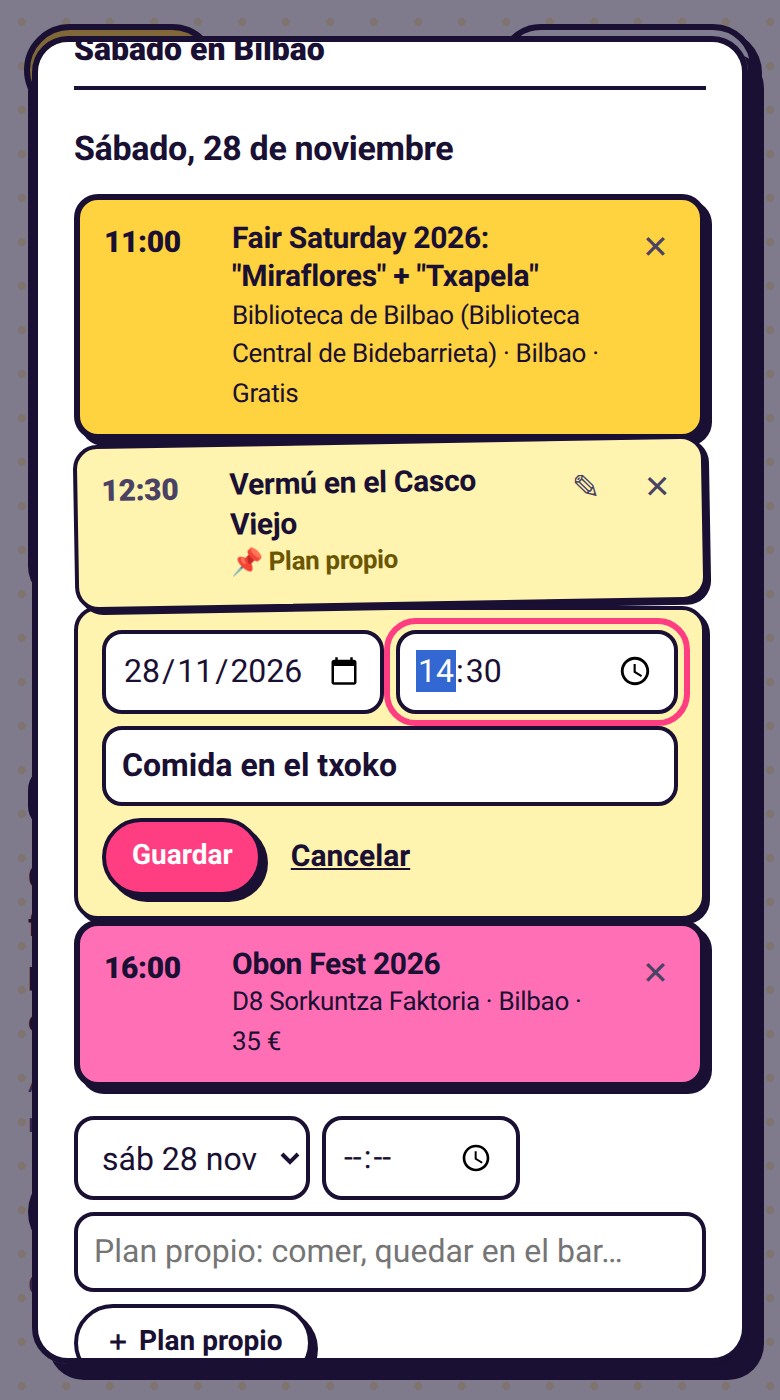 Sábado en Bilbao
Sábado, 28 de noviembre
11:00
Fair Saturday 2026:
"Miraflores" + "Txapela"
Biblioteca de Bilbao (Biblioteca
Central de Bidebarrieta) · Bilbao ·
Gratis
12:30
Vermú en el Casco
Viejo
📌 Plan propio
28/11/2026
14:30
Comida en el txoko
Guardar
Cancelar
16:00
Obon Fest 2026
D8 Sorkuntza Faktoria · Bilbao ·
35 €
sáb 28 nov
--:--
Plan propio: comer, quedar en el bar…
+ Plan propio